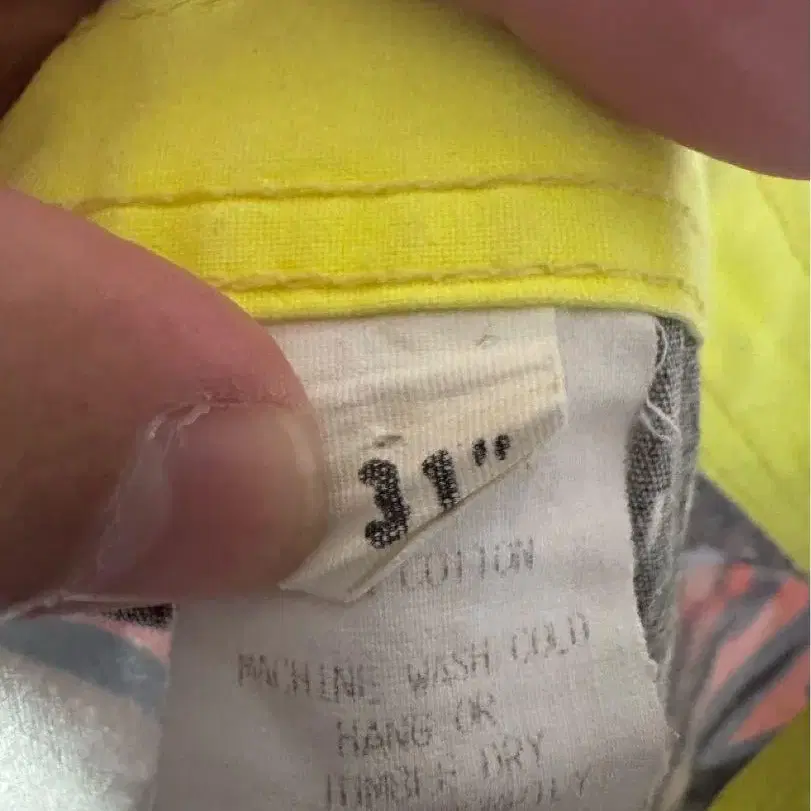 31"
COTTON
MACHINE WASH COLD
HANG OR
TUMBLE DRY